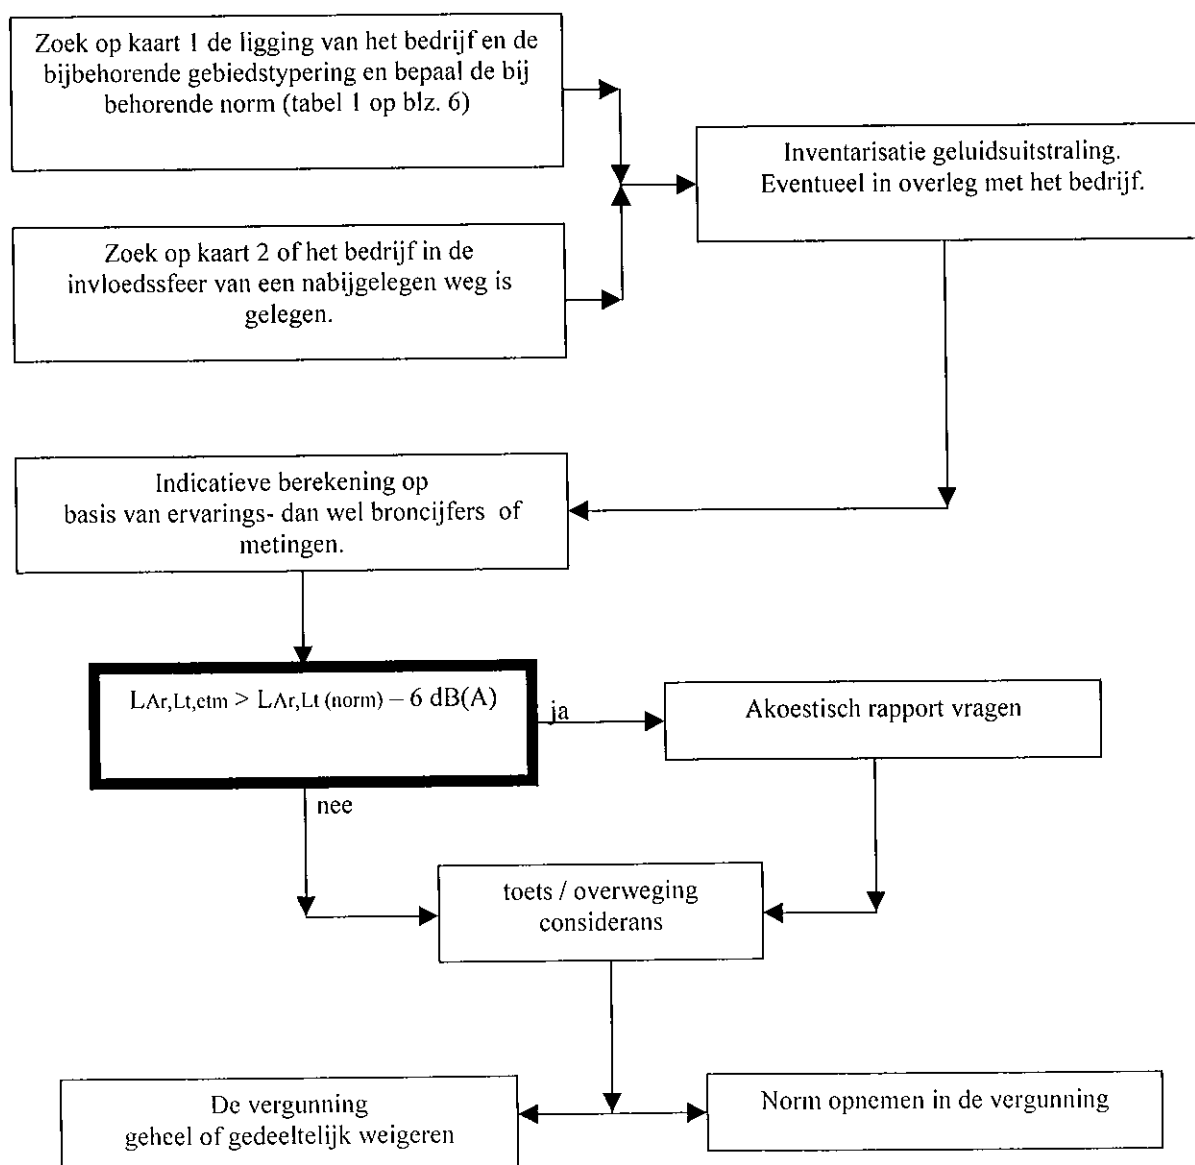 Zoek op kaart 1 de ligging van het bedrijf en de
bijbehorende gebiedstypering en bepaal de bij
behorende norm (tabel 1 op blz. 6)
Inventarisatie geluidsuitstraling.
Eventueel in overleg met het bedrijf.
Zoek op kaart 2 of het bedrijf in de
invloedssfeer van een nabijgelegen weg is
gelegen.
Indicatieve berekening op
basis van ervarings- dan wel broncijfers of
metingen.
LAr,Lt,etm > LAr,Lt (norm) – 6 dB(A)
ja
Akoestisch rapport vragen
nee
toets / overweging
considerans
De vergunning
geheel of gedeeltelijk weigeren
Norm opnemen in de vergunning